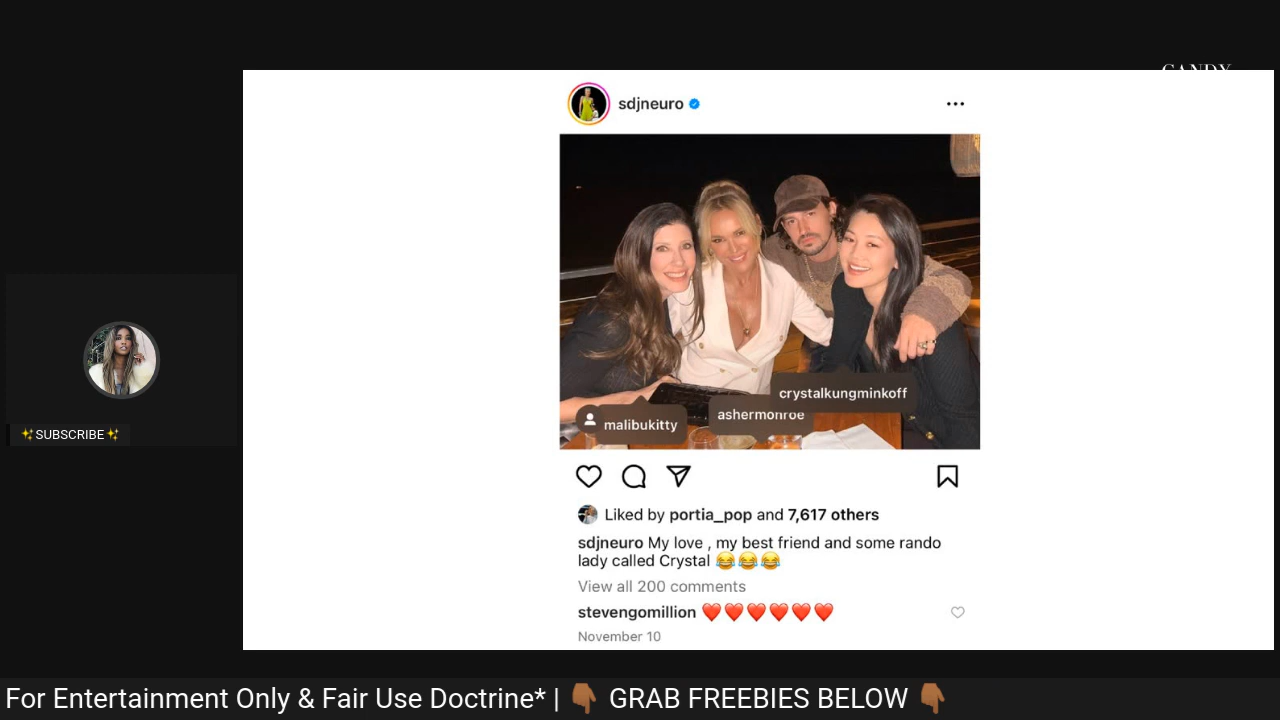 CANDY
sdjneuro
crystalkungminkoff
ashermonroe
malibukitty
Liked by portia_pop and 7,617 others
sdjneuro My love , my best friend and some rando
lady called Crystal 😂😂😂
View all 200 comments
stevengomillion ❤️❤️❤️❤️❤️❤️
November 10
✨SUBSCRIBE✨
For Entertainment Only & Fair Use Doctrine* | 👇🏾 GRAB FREEBIES BELOW 👇🏾